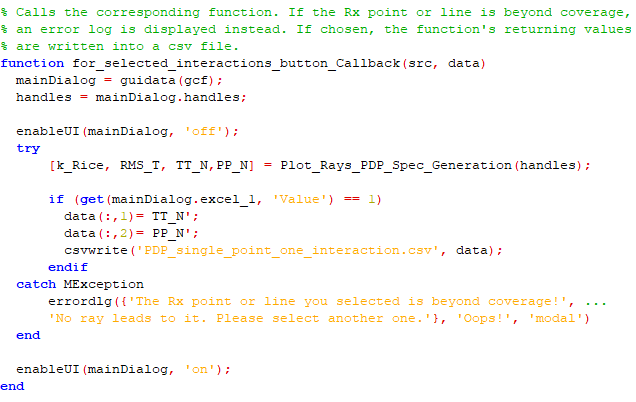 % Calls the corresponding function. If the Rx point or line is beyond coverage,
% an error log is displayed instead. If chosen, the function's returning values
% are written into a csv file.
function for_selected_interactions_button_Callback(src, data)
  mainDialog = guidata(gcf);
  handles = mainDialog.handles;

  enableUI(mainDialog, 'off');
  try
      [k_Rice, RMS_T, TT_N,PP_N] = Plot_Rays_PDP_Spec_Generation(handles);

      if (get(mainDialog.excel_1, 'Value') == 1)
        data(:,1)= TT_N';
        data(:,2)= PP_N';
        csvwrite('PDP_single_point_one_interaction.csv', data);
      endif
  catch MException
      errordlg({'The Rx point or line you selected is beyond coverage!', ...
      'No ray leads to it. Please select another one.'}, 'Oops!', 'modal')
  end

  enableUI(mainDialog, 'on');
end